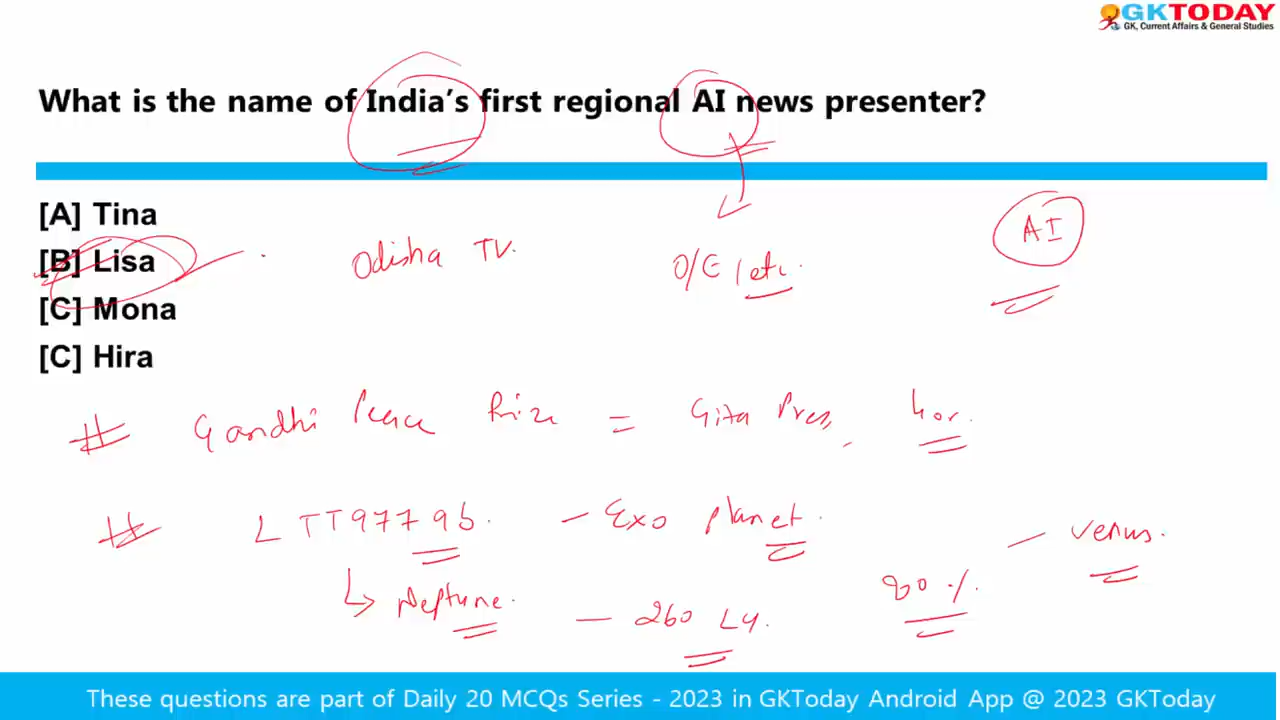 GKTODAY
GK, Current Affairs & General Studies
What is the name of India's first regional AI news presenter?
[A] Tina
AI
[B] Lisa
Odisha TV.
O/E / etc.
[C] Mona
[C] Hira
# Gandhi Peace Prize = Gita Press,
# LTT9779b. – Exo planet.
– Venus.
80 %.
↳ Neptune. – 260 Ly.
These questions are part of Daily 20 MCQs Series - 2023 in GKToday Android App @ 2023 GKToday